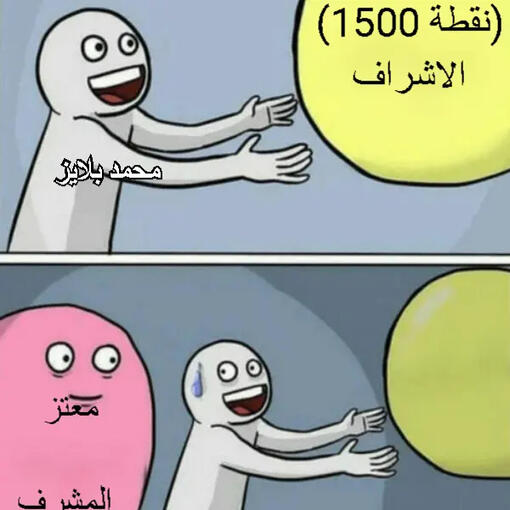 (1500 نقطة)
الاشراف
محمد بلايز
معتز
المشرف